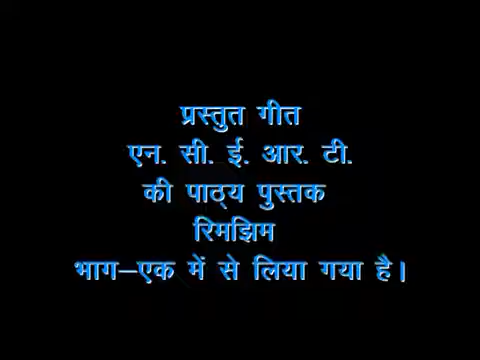 प्रस्तुत गीत
एन. सी. ई. आर. टी.
की पाठ्य पुस्तक
रिमझिम
भाग–एक में से लिया गया है।